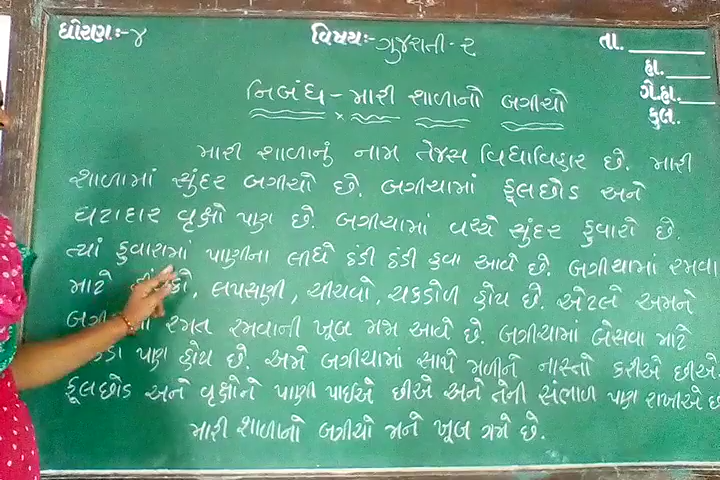 ધોરણઃ-૪ વિષયઃ-ગુજરાતી-૨ તા.
હા.
ગે.હા.
કુલ.
નિબંધ - મારી શાળાનો બગીચો
મારી શાળાનું નામ તેજસ વિદ્યાવિહાર છે. મારી
શાળામાં સુંદર બગીચો છે. બગીચામાં ફૂલછોડ અને
ઘટાદાર વૃક્ષો પણ છે. બગીચામાં વચ્ચે સુંદર ફુવારો છે.
ત્યાં ફુવારામાં પાણીના લીધે ઠંડી ઠંડી હવા આવે છે. બગીચામાં રમવા
માટે લપસણી, ચીચવો, ચકડોળ હોય છે. એટલે અમને
રમત રમવાની ખૂબ મજા આવે છે. બગીચામાં બેસવા માટે
પણ હોય છે. અમે બગીચામાં સાથે મળીને નાસ્તો કરીએ છીએ.
ફૂલછોડ અને વૃક્ષોને પાણી પાઈએ છીએ અને તેની સંભાળ પણ રાખીએ છ
મારી શાળાનો બગીચો મને ખૂબ ગમે છે.